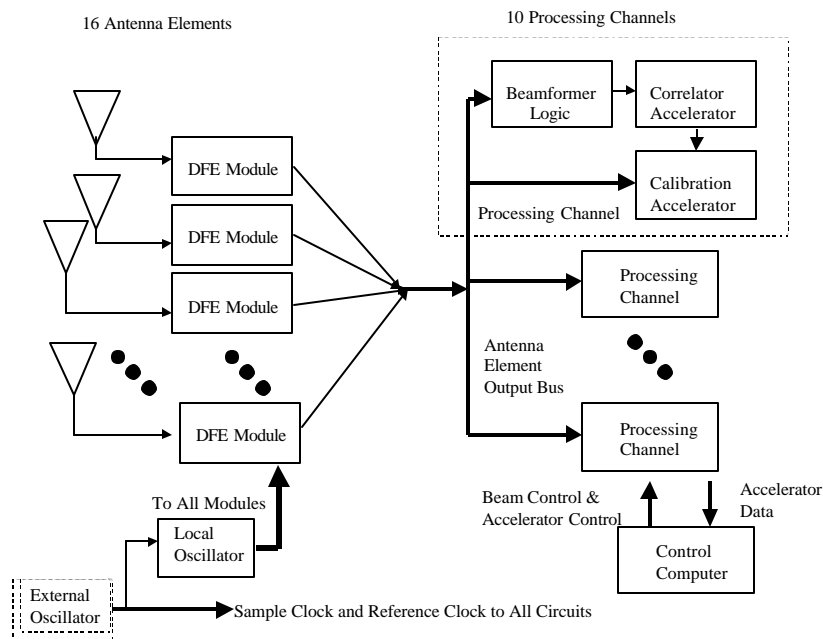 16 Antenna Elements
10 Processing Channels
Beamformer
Logic
Correlator
Accelerator
DFE Module
Calibration
Accelerator
Processing Channel
DFE Module
DFE Module
Processing
Channel
Antenna
Element
Output Bus
DFE Module
Processing
Channel
To All Modules
Beam Control &
Accelerator Control
Accelerator
Data
Local
Oscillator
Control
Computer
External
Oscillator
Sample Clock and Reference Clock to All Circuits